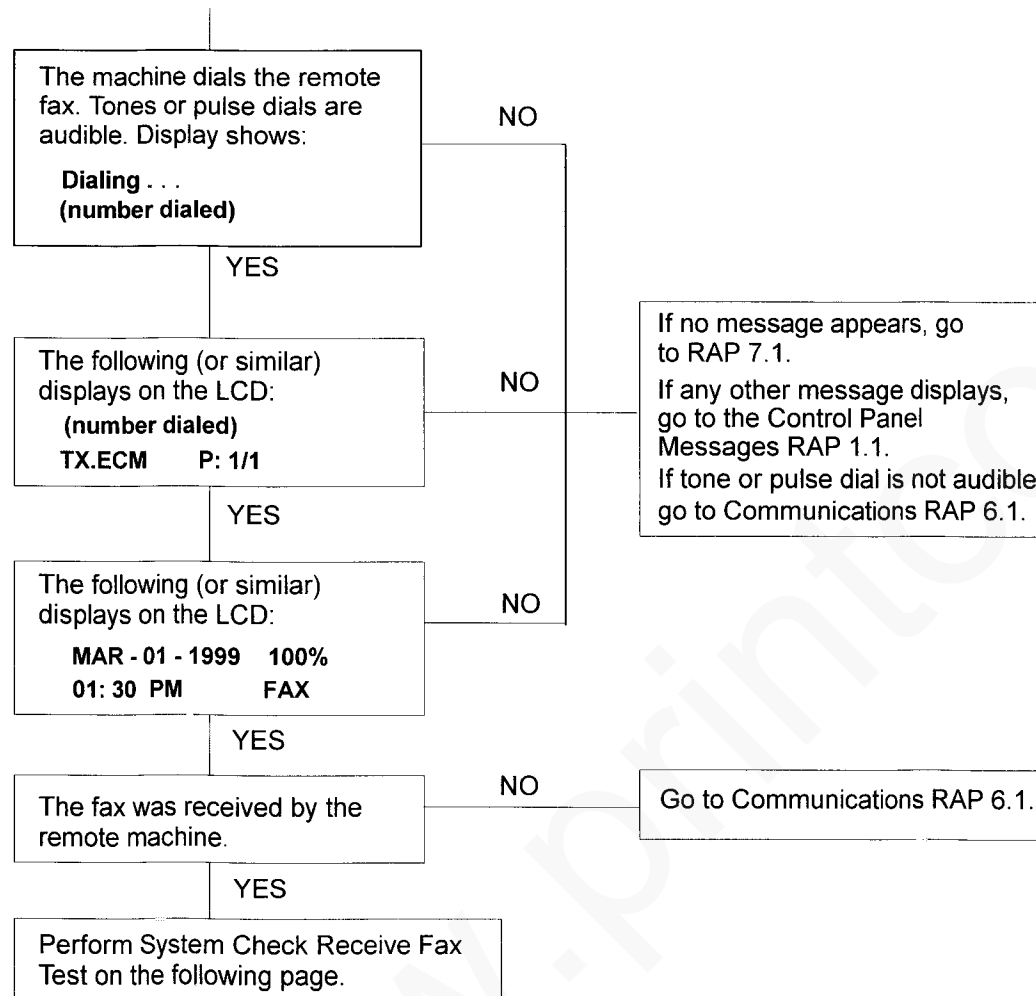 The machine dials the remote
fax. Tones or pulse dials are
audible. Display shows:
Dialing . . .
(number dialed)
NO
YES
The following (or similar)
displays on the LCD:
(number dialed)
TX.ECM P: 1/1
NO
If no message appears, go
to RAP 7.1.
If any other message displays,
go to the Control Panel
Messages RAP 1.1.
If tone or pulse dial is not audible
go to Communications RAP 6.1.
YES
The following (or similar)
displays on the LCD:
MAR - 01 - 1999 100%
01: 30 PM FAX
NO
YES
The fax was received by the
remote machine.
NO
Go to Communications RAP 6.1.
YES
Perform System Check Receive Fax
Test on the following page.